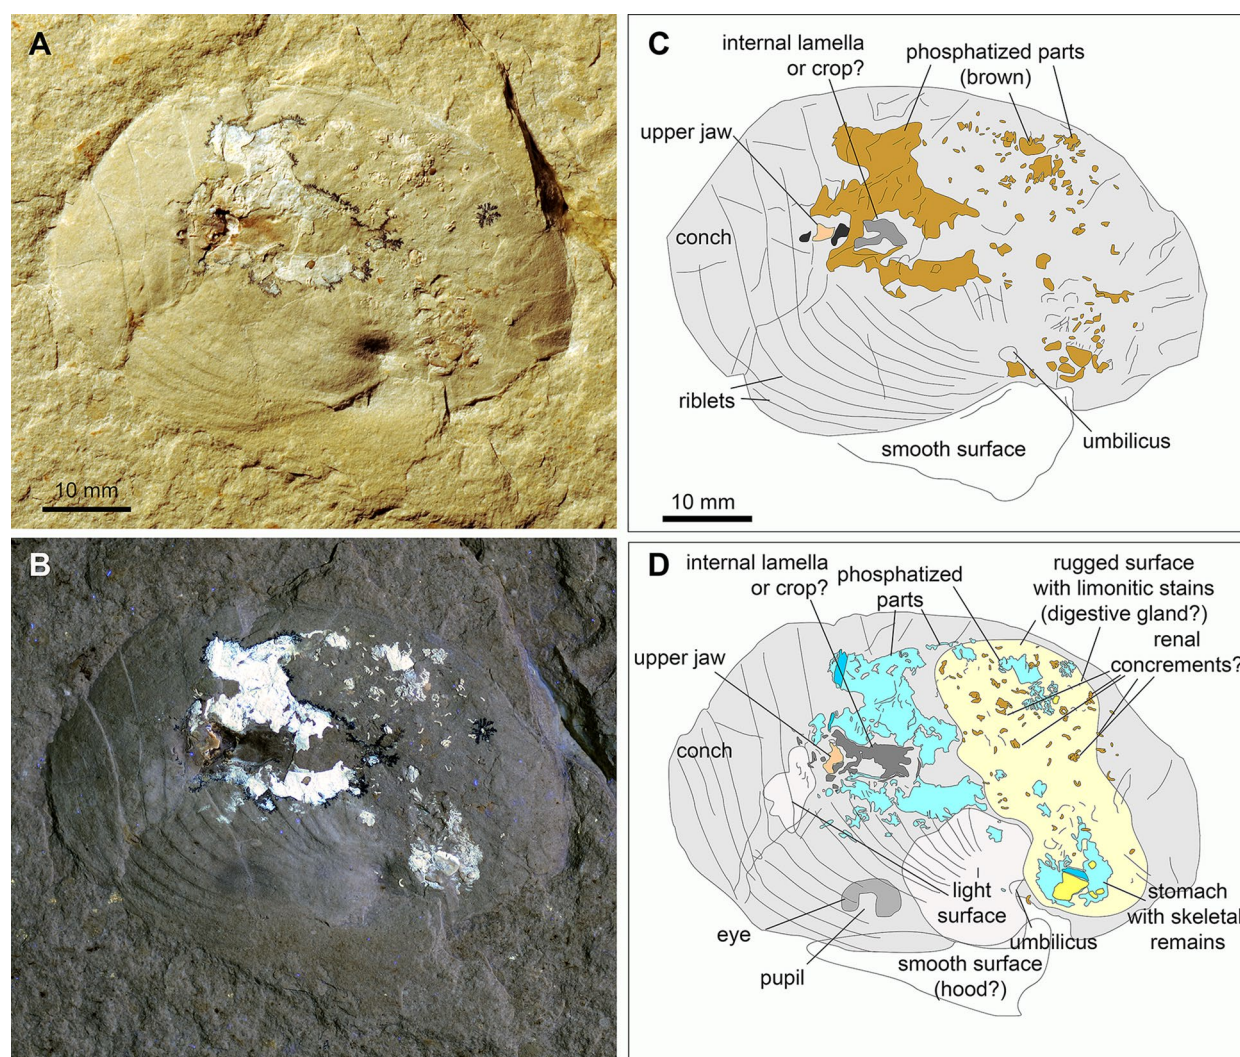 A
10 mm
B
C
internal lamella
or crop?
phosphatized parts
(brown)
upper jaw
conch
riblets
smooth surface
umbilicus
10 mm
D
internal lamella
or crop?
phosphatized
parts
rugged surface
with limonitic stains
(digestive gland?)
renal
concrements?
upper jaw
conch
light
surface
stomach
with skeletal
remains
eye
pupil
umbilicus
smooth surface
(hood?)